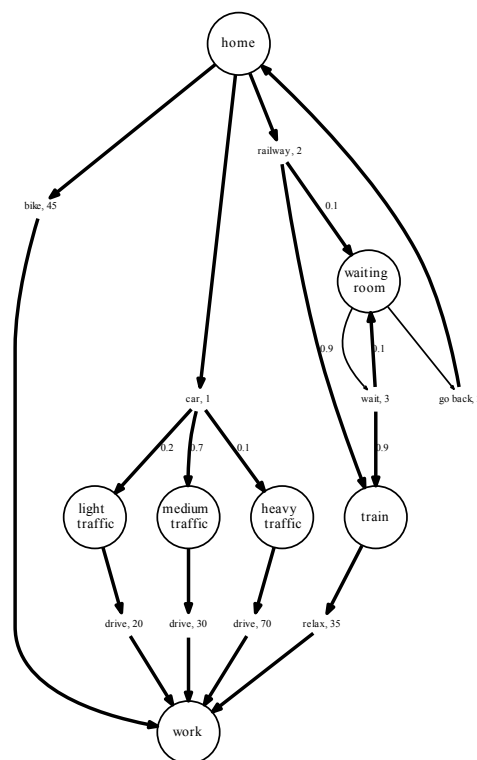 home
railway, 2
bike, 45
0.1
waiting
room
0.9
0.1
car, 1
wait, 3
go back,
0.2
0.7
0.1
0.9
light
traffic
medium
traffic
heavy
traffic
train
drive, 20
drive, 30
drive, 70
relax, 35
work